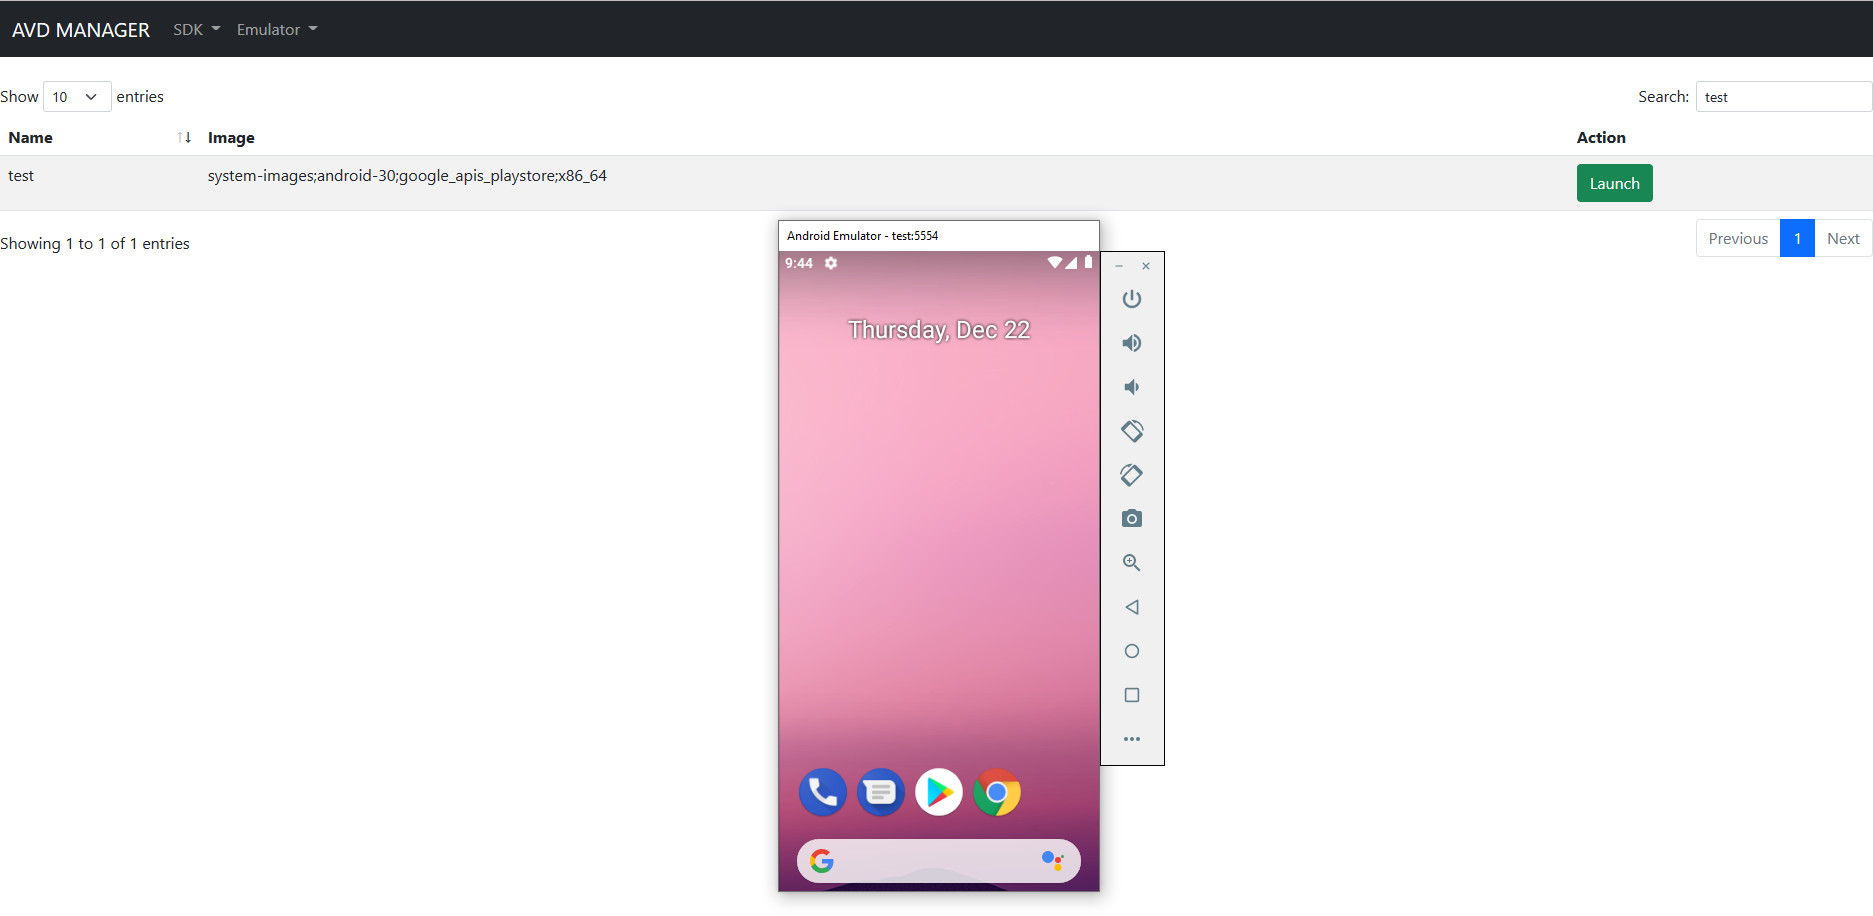 AVD MANAGER SDK Emulator
Show 10 entries Search: test
Name Image Action
test system-images;android-30;google_apis_playstore;x86_64 Launch
Showing 1 to 1 of 1 entries Previous 1 Next
Android Emulator - test:5554
9:44
Thursday, Dec 22